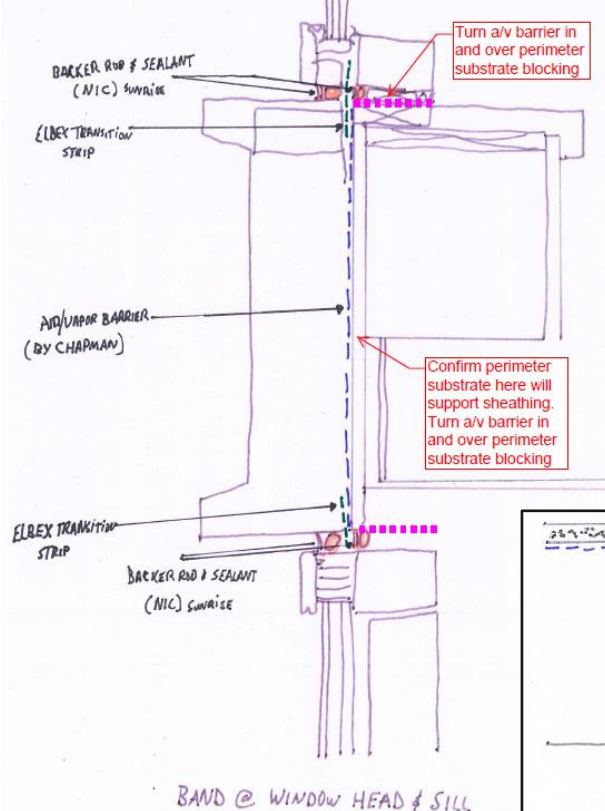 Turn a/v barrier in
and over perimeter
substrate blocking
BACKER ROD & SEALANT
(NIC) SUNRISE
ELBEX TRANSITION
STRIP
AIR/VAPOR BARRIER
(BY CHAPMAN)
Confirm perimeter
substrate here will
support sheathing.
Turn a/v barrier in
and over perimeter
substrate blocking
ELBEX TRANSITION
STRIP
BACKER ROD & SEALANT
(NIC) SUNRISE
BAND @ WINDOW HEAD & SILL